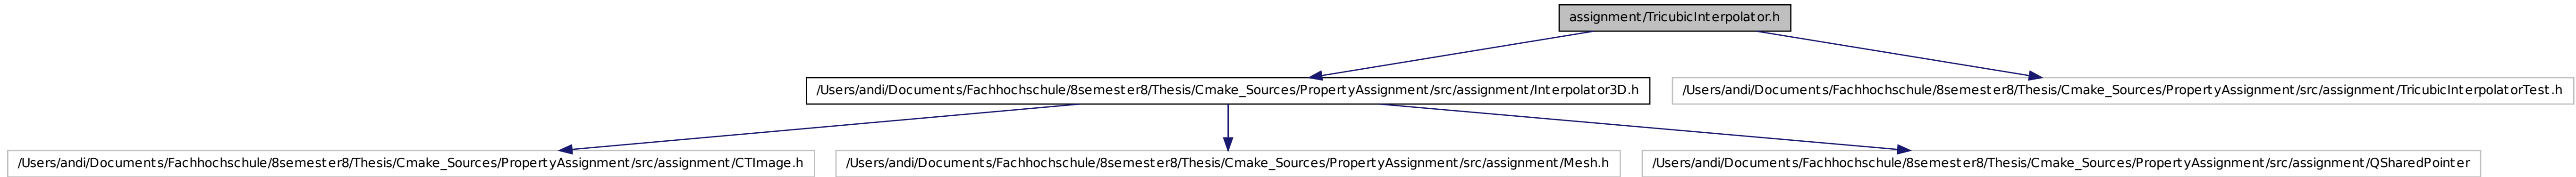 assignment/TricubicInterpolator.h
/Users/andi/Documents/Fachhochschule/8semester8/Thesis/Cmake_Sources/PropertyAssignment/src/assignment/Interpolator3D.h
/Users/andi/Documents/Fachhochschule/8semester8/Thesis/Cmake_Sources/PropertyAssignment/src/assignment/TricubicInterpolatorTest.h
/Users/andi/Documents/Fachhochschule/8semester8/Thesis/Cmake_Sources/PropertyAssignment/src/assignment/CTImage.h
/Users/andi/Documents/Fachhochschule/8semester8/Thesis/Cmake_Sources/PropertyAssignment/src/assignment/Mesh.h
/Users/andi/Documents/Fachhochschule/8semester8/Thesis/Cmake_Sources/PropertyAssignment/src/assignment/QSharedPointer